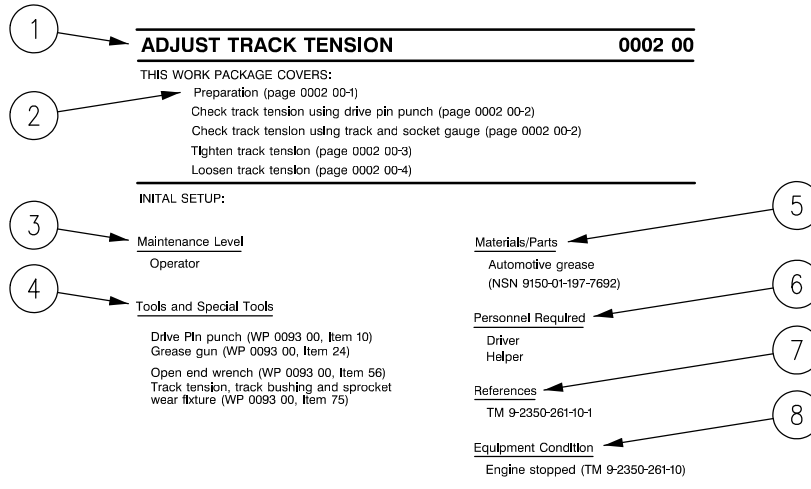 1
ADJUST TRACK TENSION 0002 00
THIS WORK PACKAGE COVERS:
2
Preparation (page 0002 00-1)
Check track tension using drive pin punch (page 0002 00-2)
Check track tension using track and socket gauge (page 0002 00-2)
Tighten track tension (page 0002 00-3)
Loosen track tension (page 0002 00-4)
INITAL SETUP:
3
Maintenance Level
Operator
4
Tools and Special Tools
Drive Pin punch (WP 0093 00, Item 10)
Grease gun (WP 0093 00, Item 24)
Open end wrench (WP 0093 00, Item 56)
Track tension, track bushing and sprocket
wear fixture (WP 0093 00, Item 75)
5
Materials/Parts
Automotive grease
(NSN 9150-01-197-7692)
6
Personnel Required
Driver
Helper
7
References
TM 9-2350-261-10-1
8
Equipment Condition
Engine stopped (TM 9-2350-261-10)